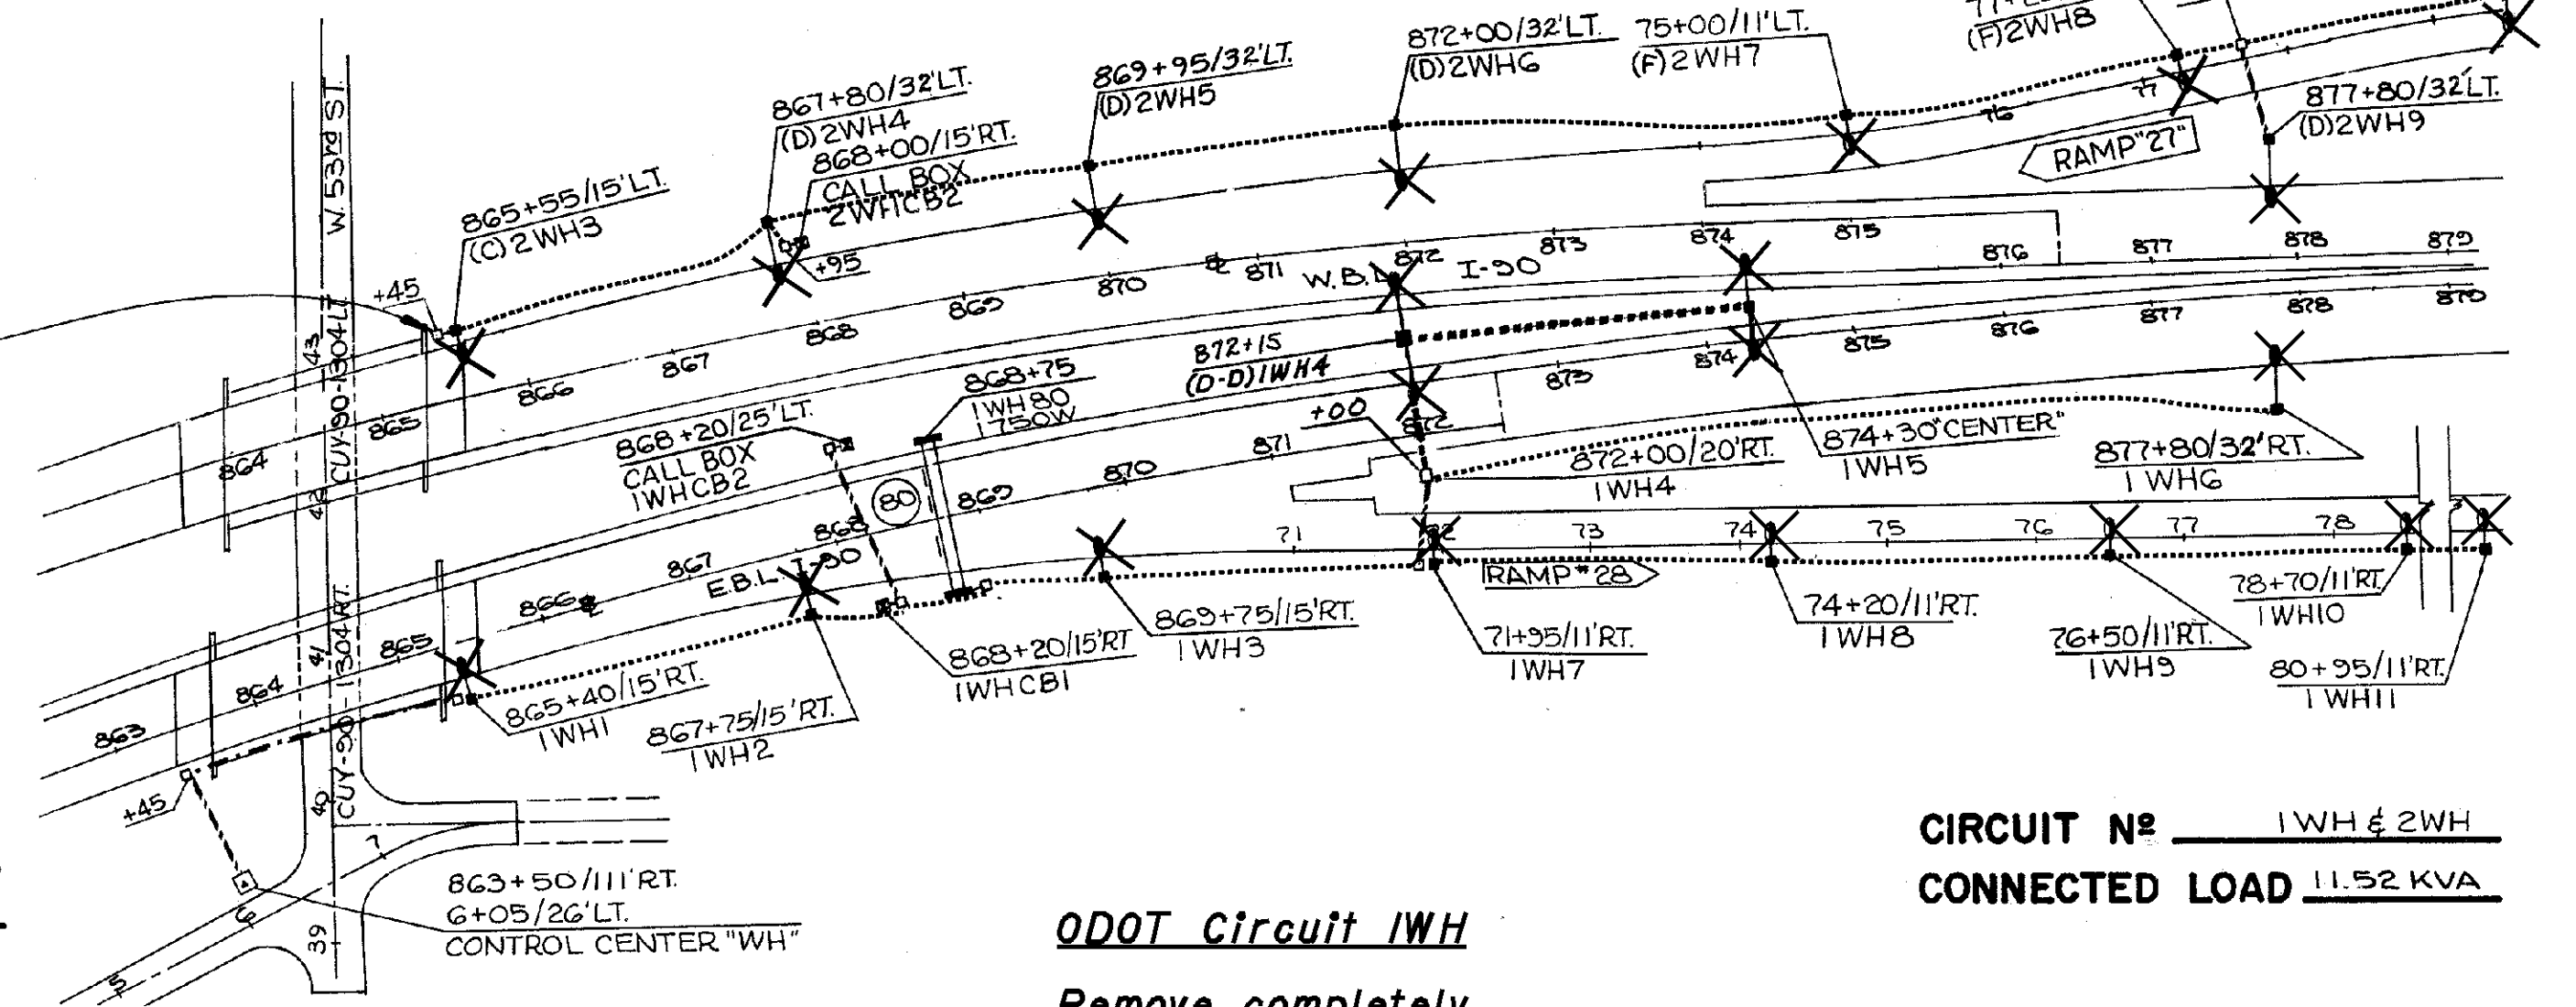 872+00/32'LT.
(D)2WH6
75+00/11'LT.
(F)2WH7
(F)2WH8
869+95/32'LT.
(D)2WH5
867+80/32'LT.
(D)2WH4
868+00/15'RT.
CALL BOX
2WHCB2
877+80/32'LT.
(D)2WH9
RAMP "27"
76
77
W. 53rd ST.
865+55/15'LT.
(C)2WH3
+95
+45
43
CUY-90-1304LT.
42
864
865
866
867
868
869
870
℄
871
872
873
874
875
876
877
878
879
W.B.L.
I-90
872+15
(D-D)1WH4
868+75
1WH80
1750W
868+20/25'LT.
CALL BOX
1WHCB2
80
+00
872
873
874
875
876
877
878
879
872+00/20'RT.
1WH4
874+30"CENTER"
1WH5
877+80/32'RT.
1WH6
863
864
865
866
℄
867
868
869
870
871
E.B.L. I-90
71
72
73
74
75
76
77
78
RAMP "28"
865+40/15'RT.
1WH1
867+75/15'RT.
1WH2
868+20/15'RT
1WHCB1
869+75/15'RT.
1WH3
71+95/11'RT.
1WH7
74+20/11'RT.
1WH8
76+50/11'RT.
1WH9
78+70/11'RT.
1WH10
80+95/11'RT.
1WH11
41
CUY-90-1304RT.
40
39
+45
5
6
7
863+50/111'RT.
6+05/26'LT.
CONTROL CENTER "WH"
CIRCUIT Nº 1WH & 2WH
CONNECTED LOAD 11.52 KVA
ODOT Circuit 1WH
Remove completely